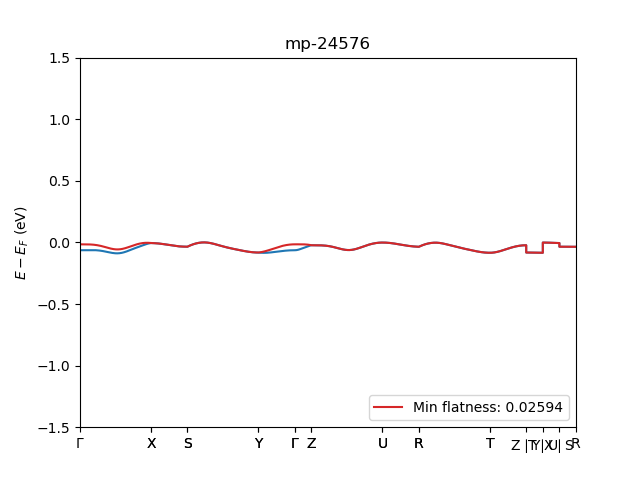 mp-24576
E − E_F (eV)
1.5
1.0
0.5
0.0
−0.5
−1.0
−1.5
Min flatness: 0.02594
Γ X S Y Γ Z U R T Z | T Y | X U | S R